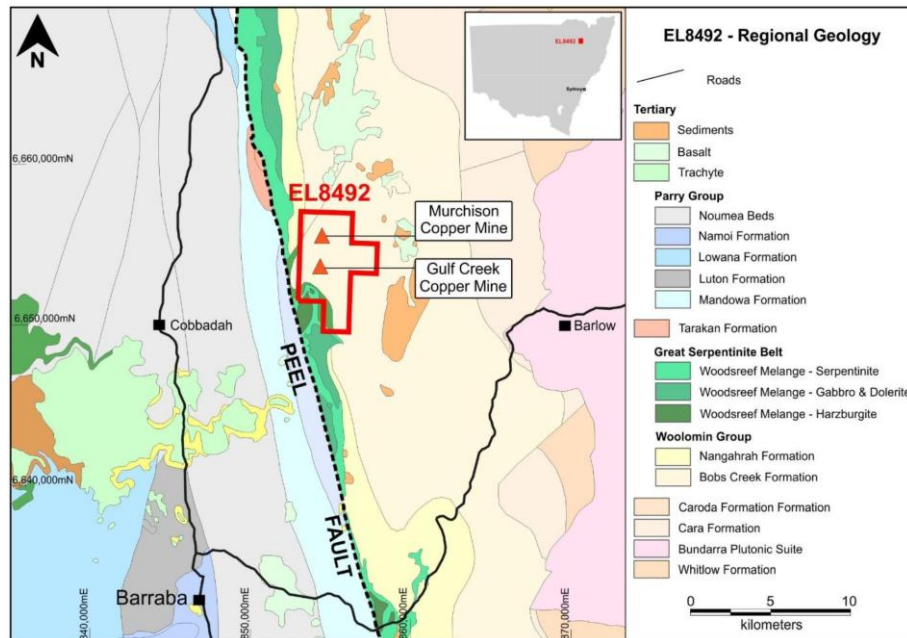 N
6,660,000mN
6,650,000mN
6,640,000mN
840,000mE
850,000mE
860,000mE
870,000mE
EL8492
Murchison
Copper Mine
Gulf Creek
Copper Mine
Cobbadah
Barlow
PEEL
FAULT
Barraba
EL8492
Sydney
EL8492 - Regional Geology
Roads
Tertiary
Sediments
Basalt
Trachyte
Parry Group
Noumea Beds
Namoi Formation
Lowana Formation
Luton Formation
Mandowa Formation
Tarakan Formation
Great Serpentinite Belt
Woodsreef Melange - Serpentinite
Woodsreef Melange - Gabbro & Dolerite
Woodsreef Melange - Harzburgite
Woolomin Group
Nangahrah Formation
Bobs Creek Formation
Caroda Formation Formation
Cara Formation
Bundarra Plutonic Suite
Whitlow Formation
0 5 10
kilometers